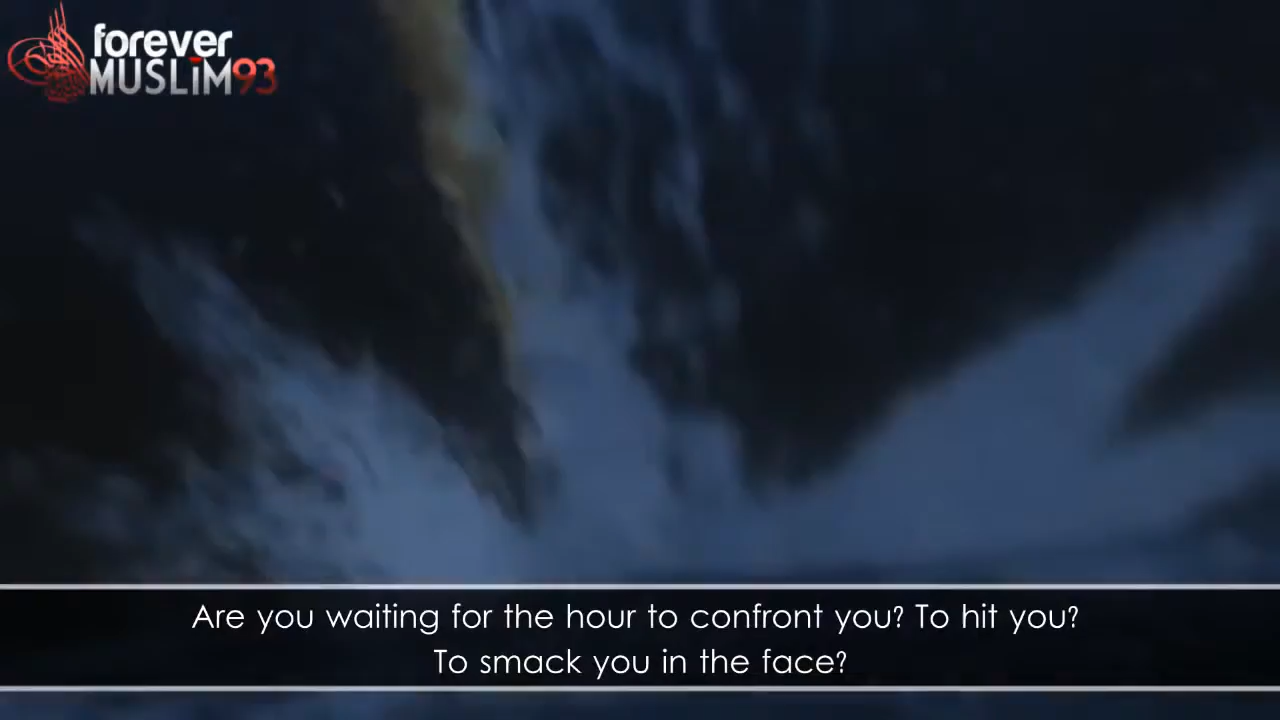 forever
MUSLiM93
Are you waiting for the hour to confront you? To hit you?
To smack you in the face?